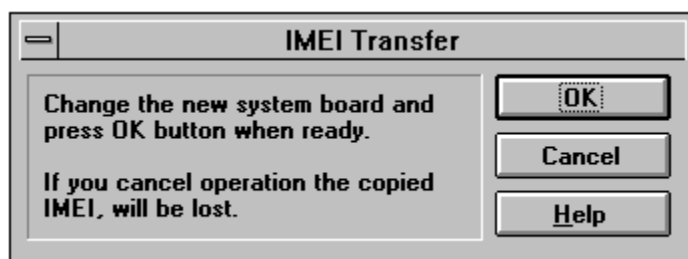 IMEI Transfer
Change the new system board and
press OK button when ready.
If you cancel operation the copied
IMEI, will be lost.
OK
Cancel
Help